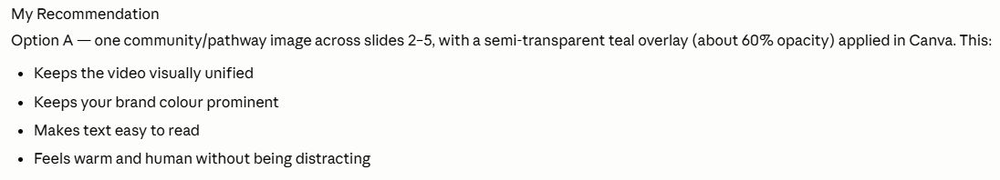 My Recommendation
Option A — one community/pathway image across slides 2–5, with a semi-transparent teal overlay (about 60% opacity) applied in Canva. This:
• Keeps the video visually unified
• Keeps your brand colour prominent
• Makes text easy to read
• Feels warm and human without being distracting